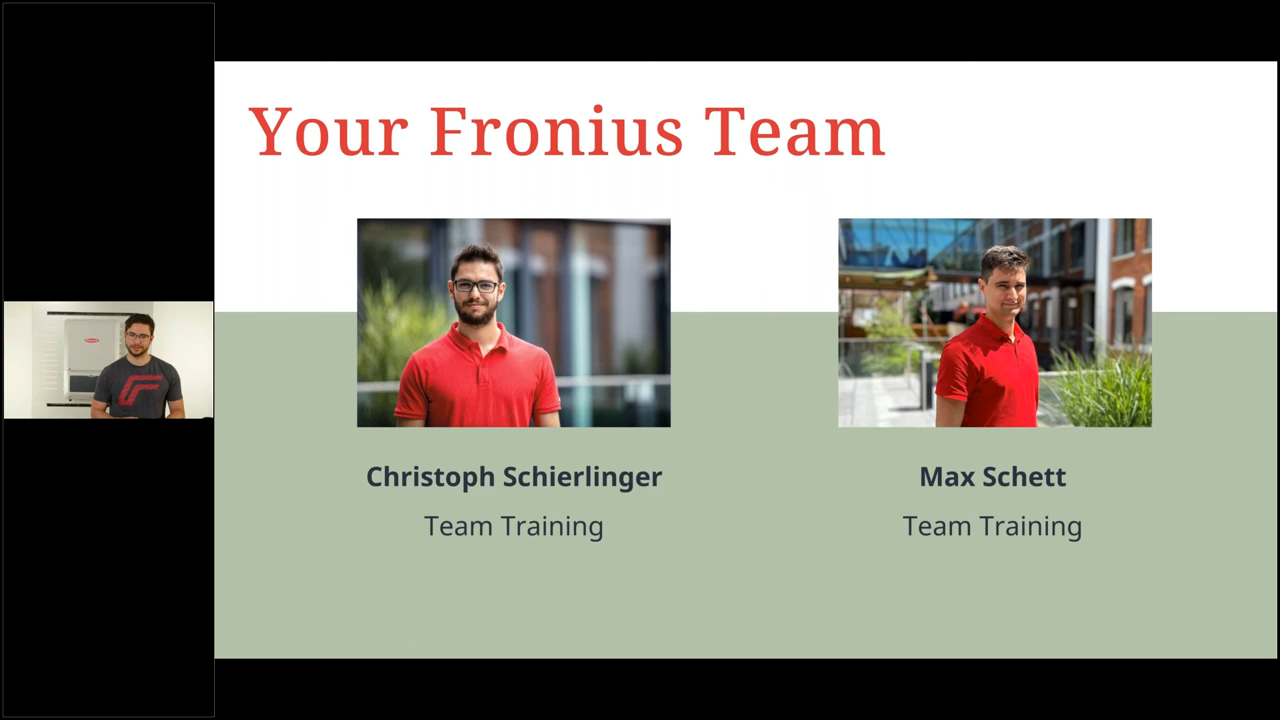 Your Fronius Team
Christoph Schierlinger
Max Schett
Team Training
Team Training